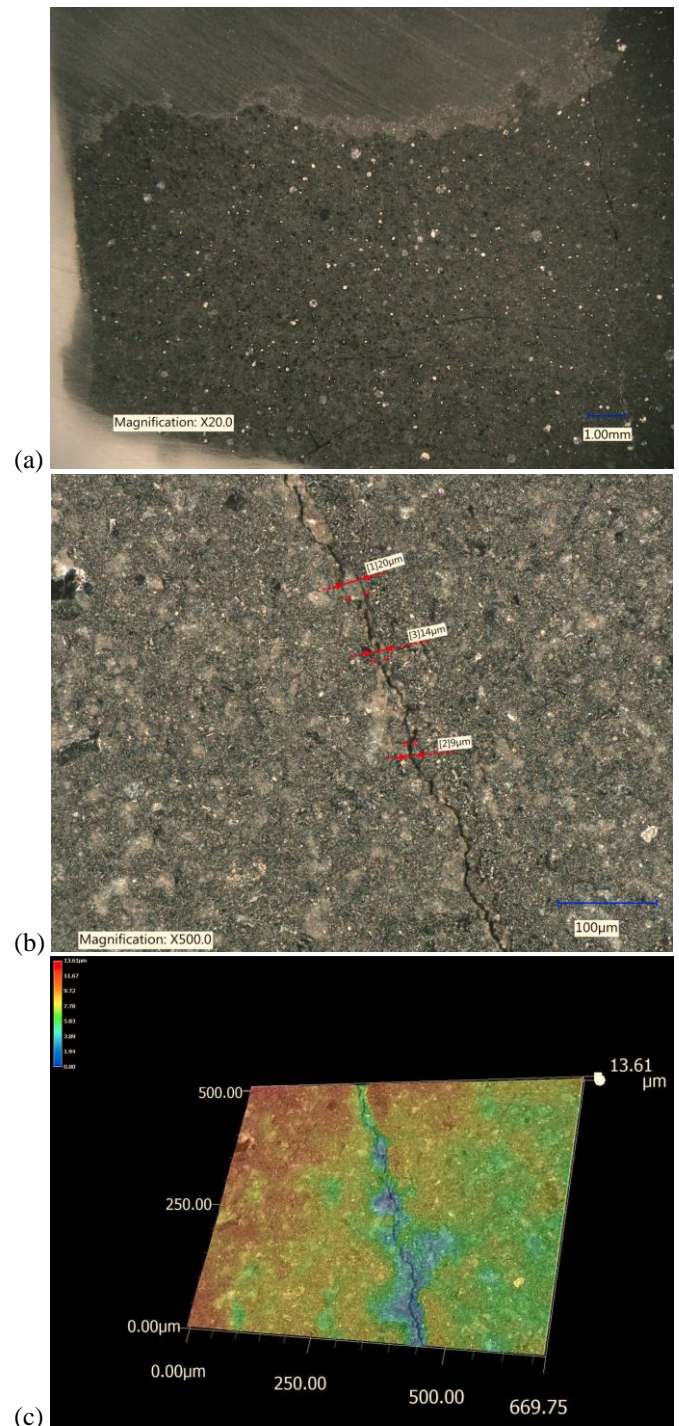 Magnification: X20.0
1.00mm
(a)
[1]20μm
[3]14μm
[2]9μm
100μm
Magnification: X500.0
(b)
13.61μm
11.67
9.72
7.78
5.83
3.89
1.94
0.00
13.61
μm
500.00
250.00
0.00μm
0.00μm
250.00
500.00
669.75
(c)